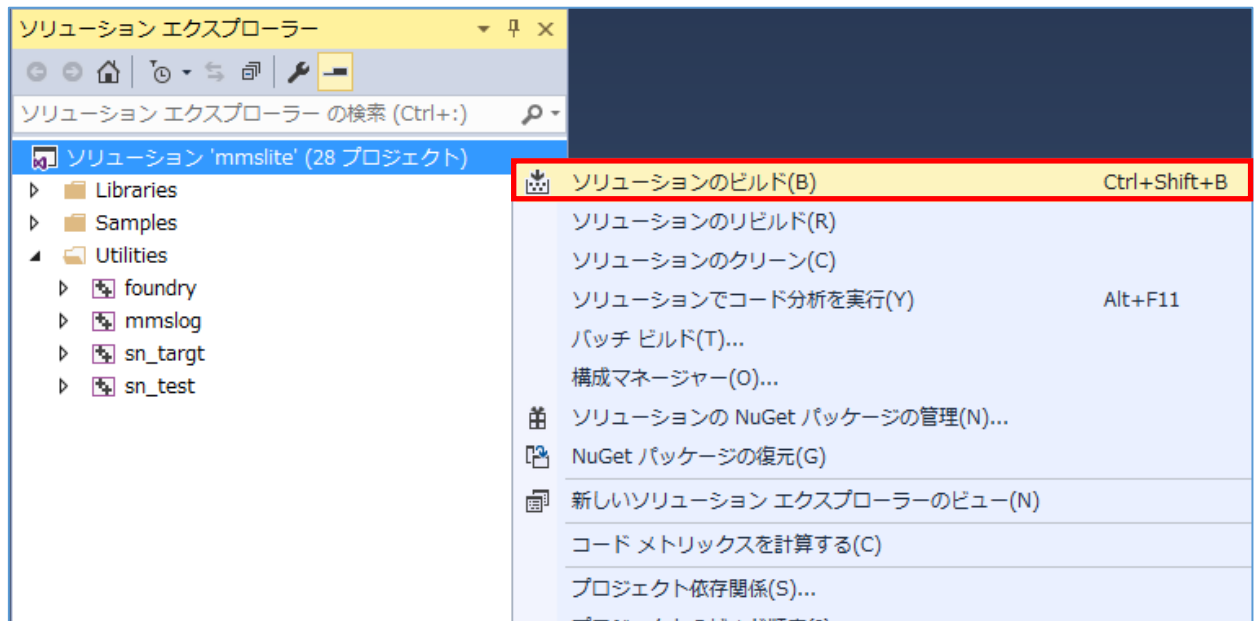 ソリューション エクスプローラー
ソリューション エクスプローラー の検索 (Ctrl+:)
ソリューション 'mmslite' (28 プロジェクト)
Libraries
Samples
Utilities
foundry
mmslog
sn_targt
sn_test
ソリューションのビルド(B) Ctrl+Shift+B
ソリューションのリビルド(R)
ソリューションのクリーン(C)
ソリューションでコード分析を実行(Y) Alt+F11
バッチ ビルド(T)...
構成マネージャー(O)...
ソリューションの NuGet パッケージの管理(N)...
NuGet パッケージの復元(G)
新しいソリューション エクスプローラーのビュー(N)
コード メトリックスを計算する(C)
プロジェクト依存関係(S)...